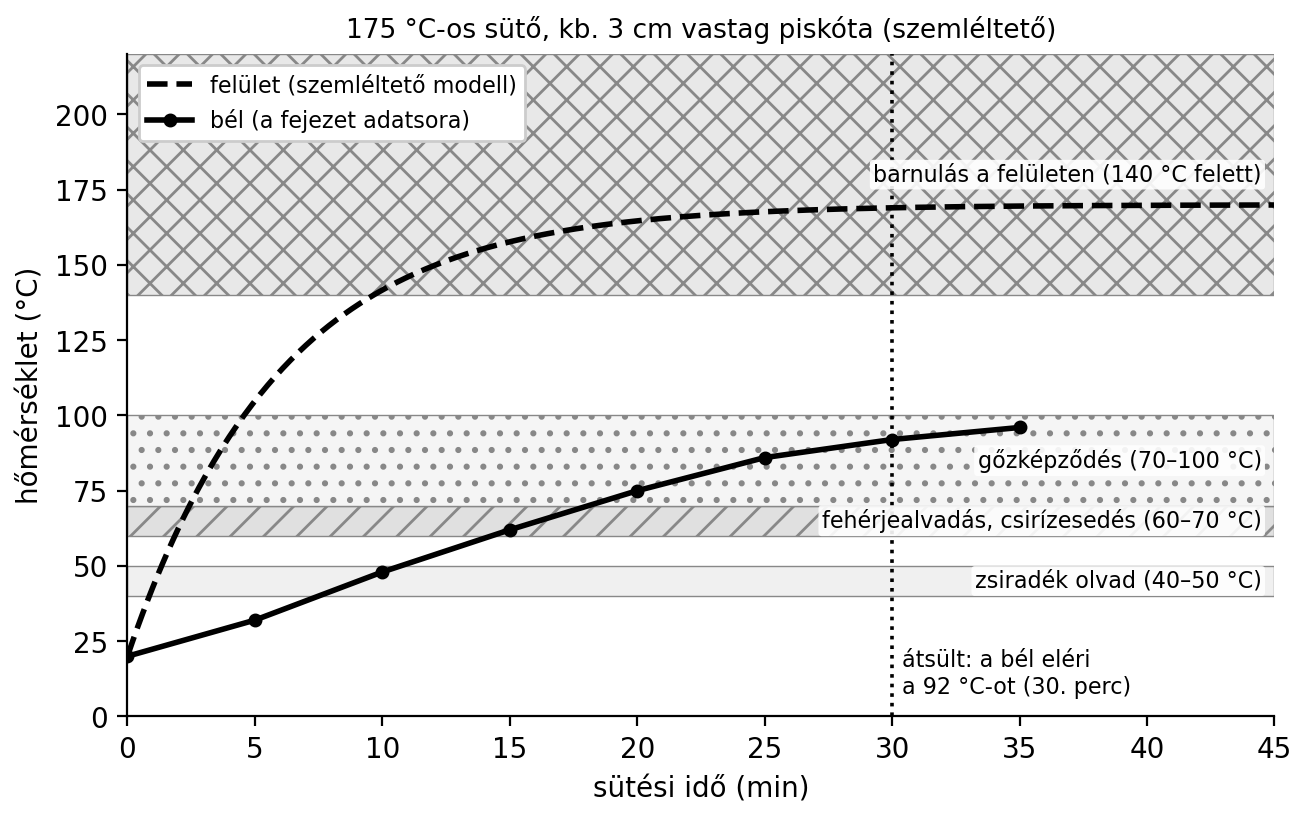 175 °C-os sütő, kb. 3 cm vastag piskóta (szemléltető)
felület (szemléltető modell)
bél (a fejezet adatsora)
barnulás a felületen (140 °C felett)
gőzképződés (70–100 °C)
fehérjealvadás, csirízesedés (60–70 °C)
zsiradék olvad (40–50 °C)
átsült: a bél eléri
a 92 °C-ot (30. perc)
hőmérséklet (°C)
200
175
150
125
100
75
50
25
0
0 5 10 15 20 25 30 35 40 45
sütési idő (min)